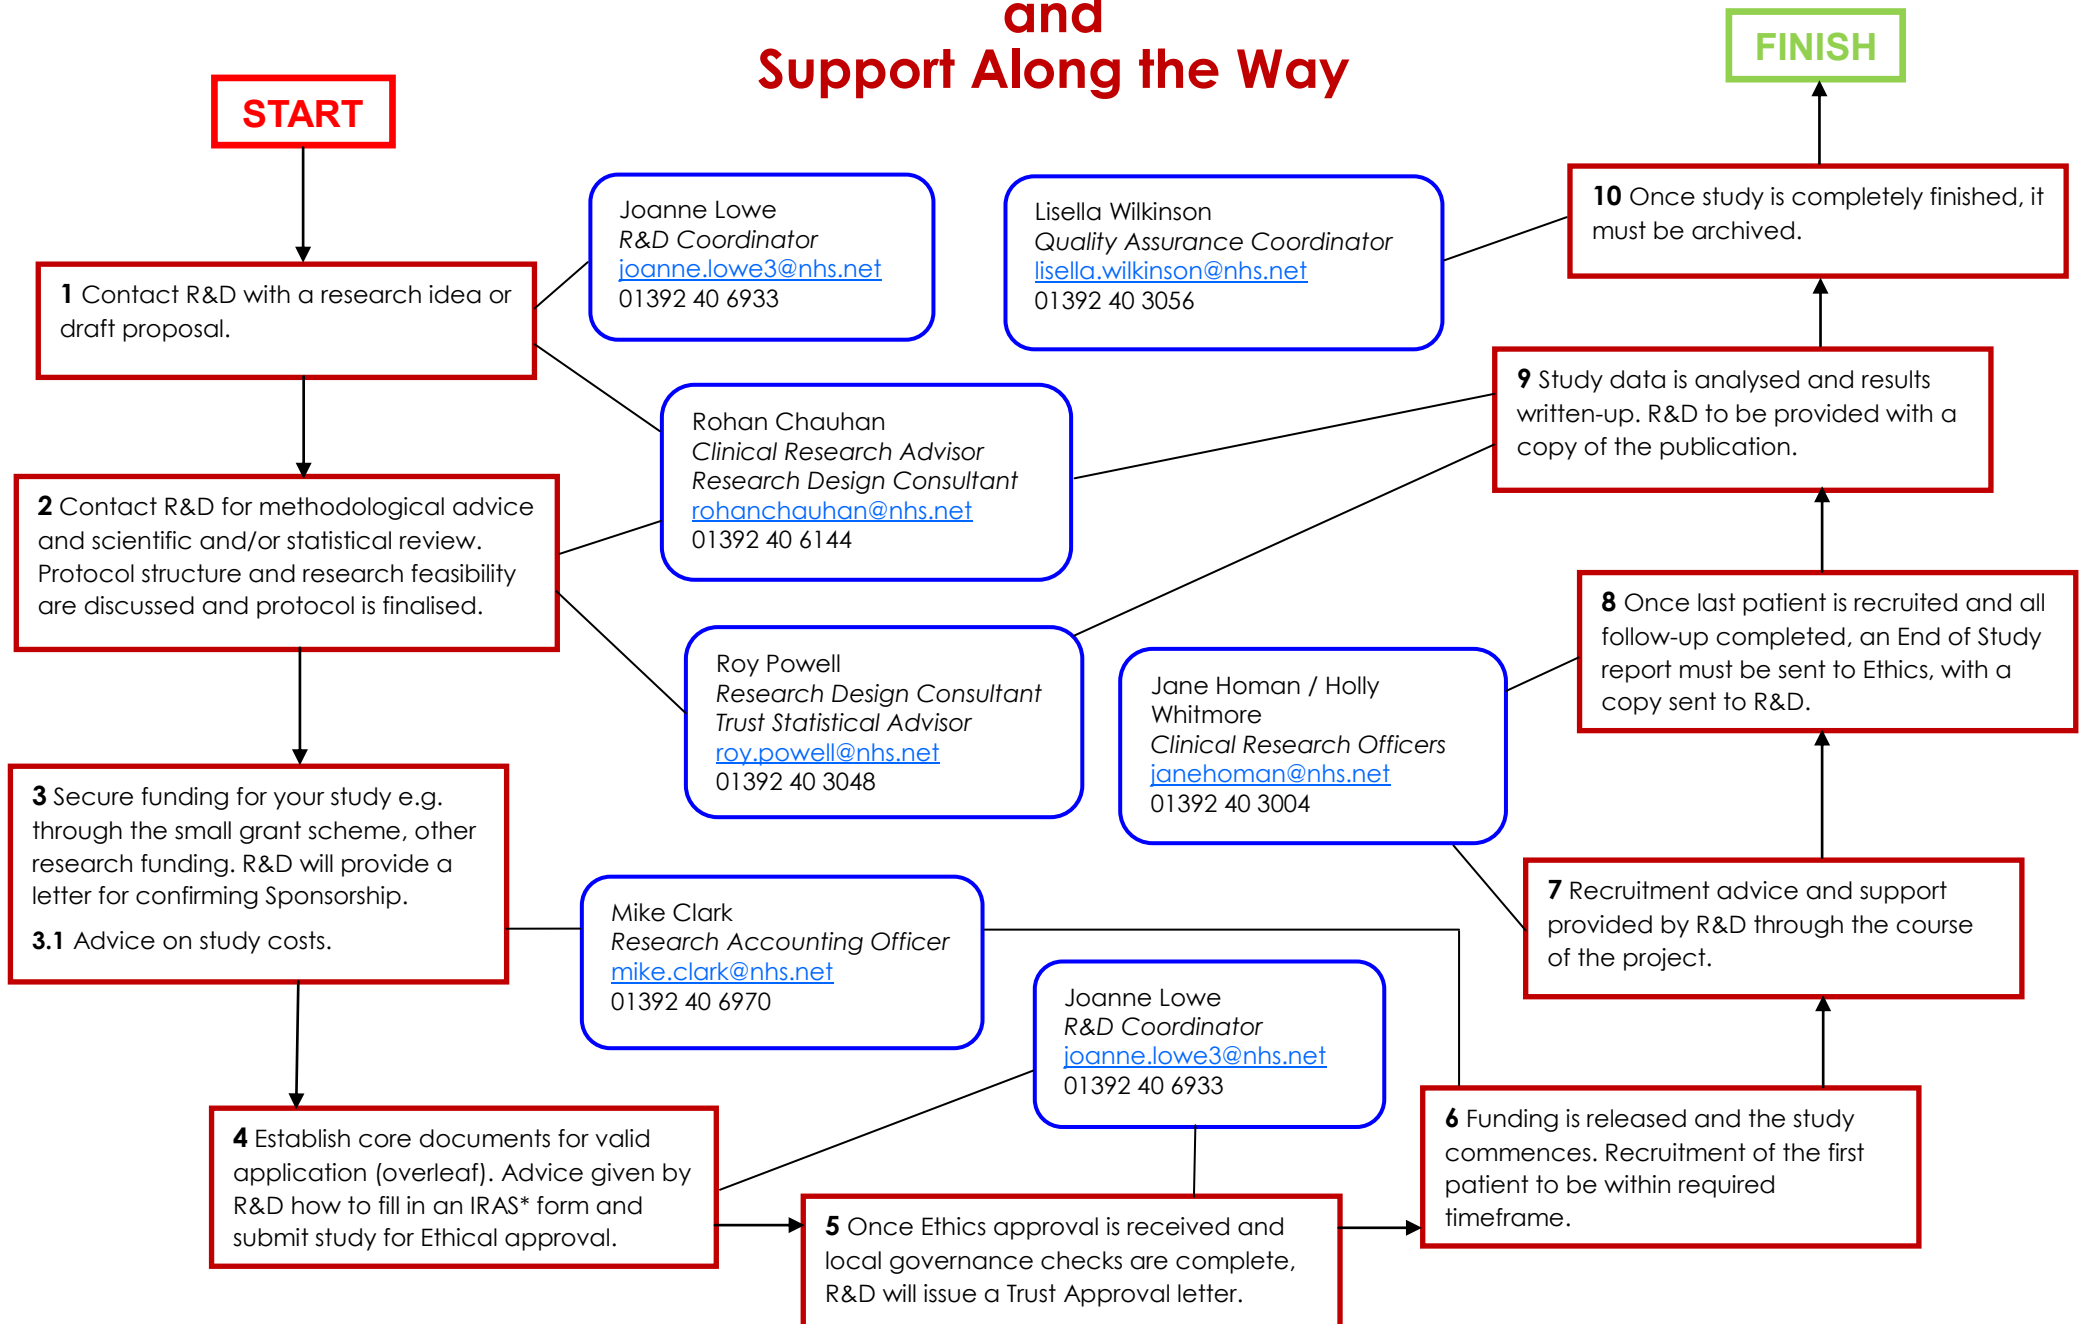 and
Support Along the Way
START
FINISH
1 Contact R&D with a research idea or
draft proposal.
Joanne Lowe
R&D Coordinator
joanne.lowe3@nhs.net
01392 40 6933
Lisella Wilkinson
Quality Assurance Coordinator
lisella.wilkinson@nhs.net
01392 40 3056
10 Once study is completely finished, it
must be archived.
Rohan Chauhan
Clinical Research Advisor
Research Design Consultant
rohanchauhan@nhs.net
01392 40 6144
9 Study data is analysed and results
written-up. R&D to be provided with a
copy of the publication.
2 Contact R&D for methodological advice
and scientific and/or statistical review.
Protocol structure and research feasibility
are discussed and protocol is finalised.
Roy Powell
Research Design Consultant
Trust Statistical Advisor
roy.powell@nhs.net
01392 40 3048
Jane Homan / Holly
Whitmore
Clinical Research Officers
janehoman@nhs.net
01392 40 3004
8 Once last patient is recruited and all
follow-up completed, an End of Study
report must be sent to Ethics, with a
copy sent to R&D.
3 Secure funding for your study e.g.
through the small grant scheme, other
research funding. R&D will provide a
letter for confirming Sponsorship.
3.1 Advice on study costs.
Mike Clark
Research Accounting Officer
mike.clark@nhs.net
01392 40 6970
7 Recruitment advice and support
provided by R&D through the course
of the project.
Joanne Lowe
R&D Coordinator
joanne.lowe3@nhs.net
01392 40 6933
4 Establish core documents for valid
application (overleaf). Advice given by
R&D how to fill in an IRAS* form and
submit study for Ethical approval.
5 Once Ethics approval is received and
local governance checks are complete,
R&D will issue a Trust Approval letter.
6 Funding is released and the study
commences. Recruitment of the first
patient to be within required
timeframe.